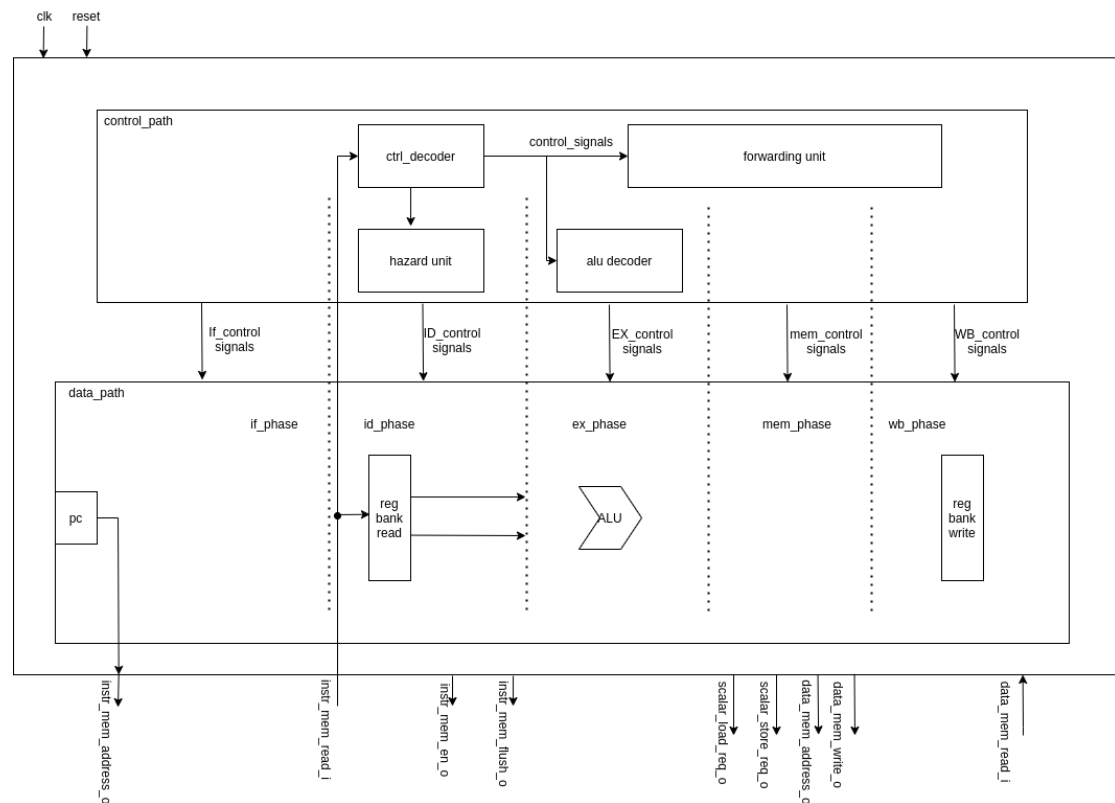 clk
reset
control_path
ctrl_decoder
control_signals
forwarding unit
hazard unit
alu decoder
If_control
signals
ID_control
signals
EX_control
signals
mem_control
signals
WB_control
signals
data_path
if_phase
id_phase
ex_phase
mem_phase
wb_phase
pc
reg
bank
read
ALU
reg
bank
write
instr_mem_address_o
instr_mem_read_i
instr_mem_en_o
instr_mem_flush_o
scalar_load_req_o
scalar_store_req_o
data_mem_address_o
data_mem_write_o
data_mem_read_i